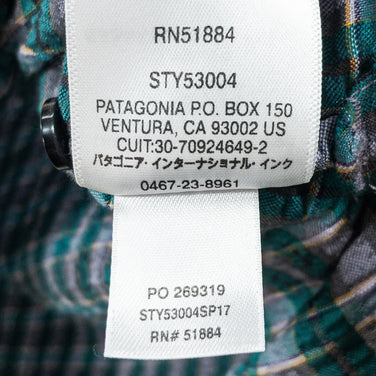 RN51884
STY53004
PATAGONIA P.O. BOX 150
VENTURA, CA 93002 US
CUIT:30-70924649-2
パタゴニア・インターナショナル・インク
0467-23-8961
PO 269319
STY53004SP17
RN# 51884